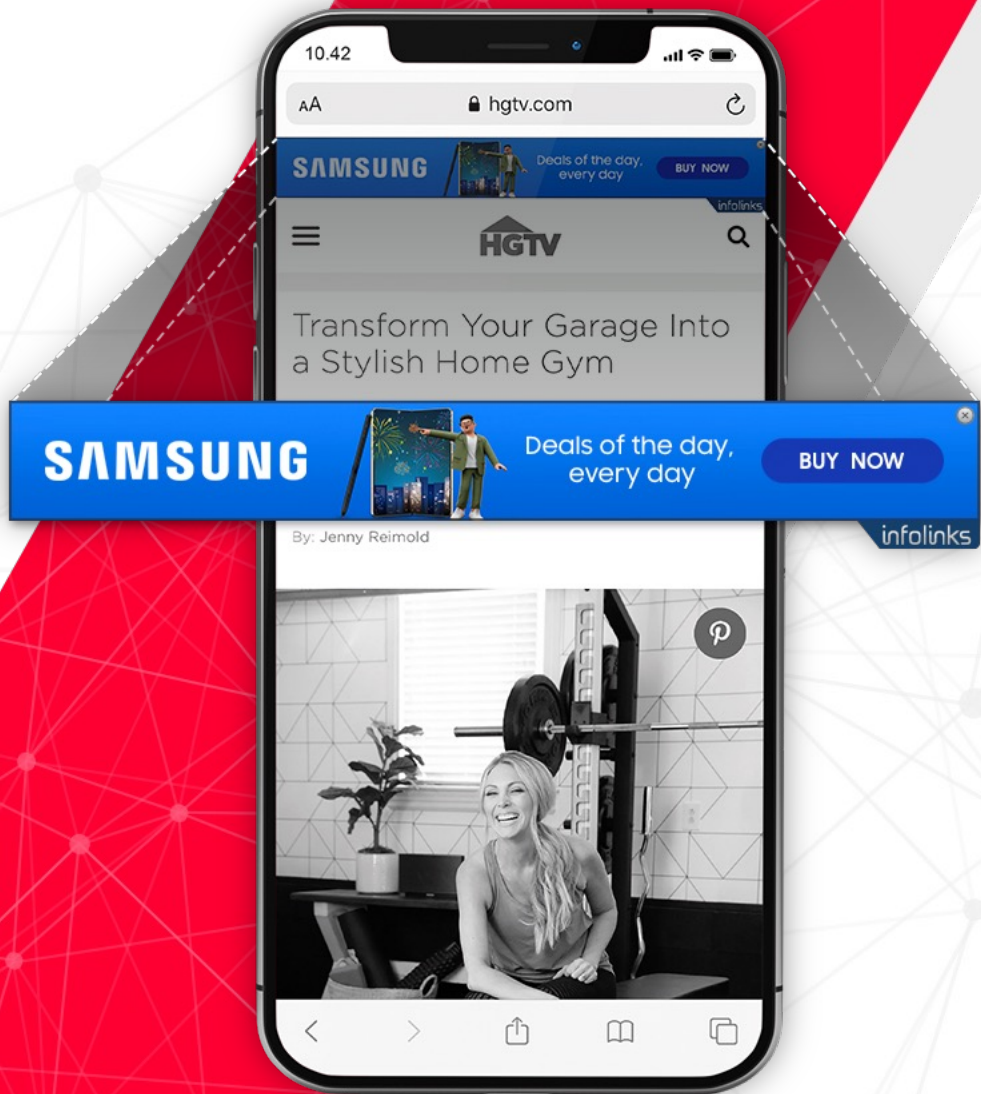 10.42
AA
hgtv.com
SAMSUNG
Deals of the day,
every day
BUY NOW
infolinks
HGTV
Transform Your Garage Into
a Stylish Home Gym
SAMSUNG
Deals of the day,
every day
BUY NOW
infolinks
By: Jenny Reimold